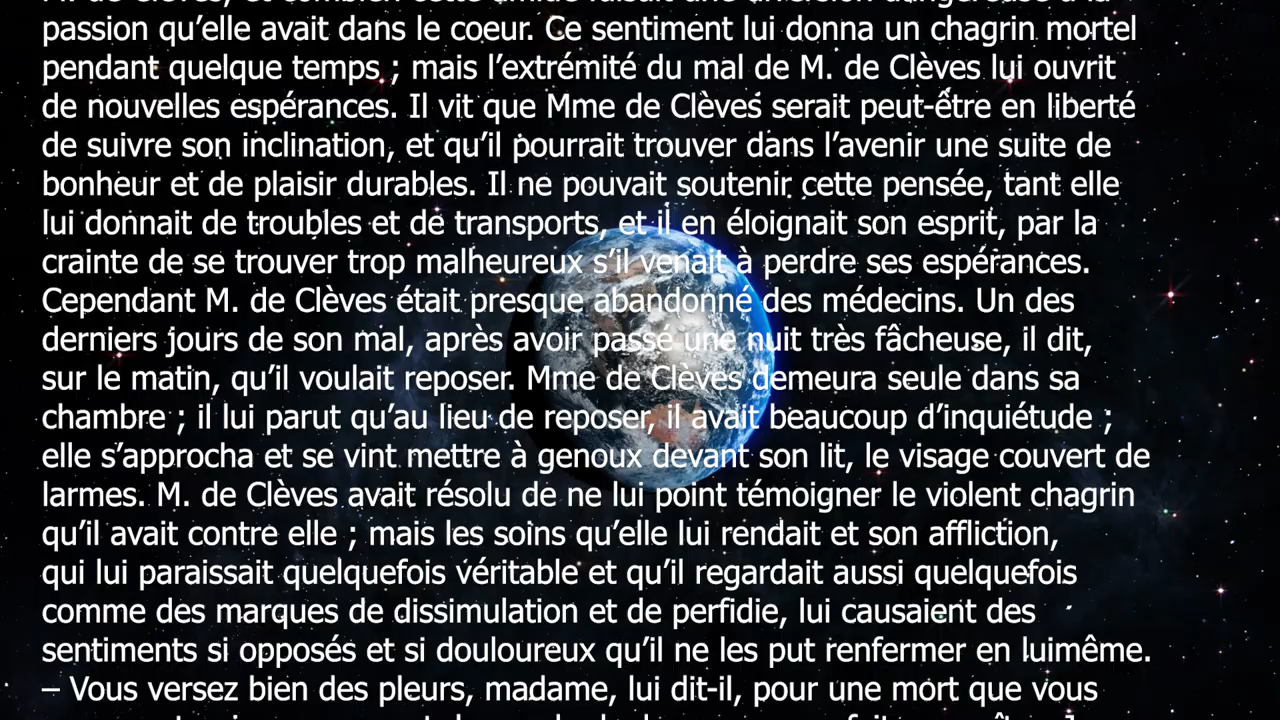 passion qu’elle avait dans le coeur. Ce sentiment lui donna un chagrin mortel
pendant quelque temps ; mais l’extrémité du mal de M. de Clèves lui ouvrit
de nouvelles espérances. Il vit que Mme de Clèves serait peut-être en liberté
de suivre son inclination, et qu’il pourrait trouver dans l’avenir une suite de
bonheur et de plaisir durables. Il ne pouvait soutenir cette pensée, tant elle
lui donnait de troubles et de transports, et il en éloignait son esprit, par la
crainte de se trouver trop malheureux s’il venait à perdre ses espérances.
Cependant M. de Clèves était presque abandonné des médecins. Un des
derniers jours de son mal, après avoir passé une nuit très fâcheuse, il dit,
sur le matin, qu’il voulait reposer. Mme de Clèves demeura seule dans sa
chambre ; il lui parut qu’au lieu de reposer, il avait beaucoup d’inquiétude ;
elle s’approcha et se vint mettre à genoux devant son lit, le visage couvert de
larmes. M. de Clèves avait résolu de ne lui point témoigner le violent chagrin
qu’il avait contre elle ; mais les soins qu’elle lui rendait et son affliction,
qui lui paraissait quelquefois véritable et qu’il regardait aussi quelquefois
comme des marques de dissimulation et de perfidie, lui causaient des
sentiments si opposés et si douloureux qu’il ne les put renfermer en luimême.
– Vous versez bien des pleurs, madame, lui dit-il, pour une mort que vous